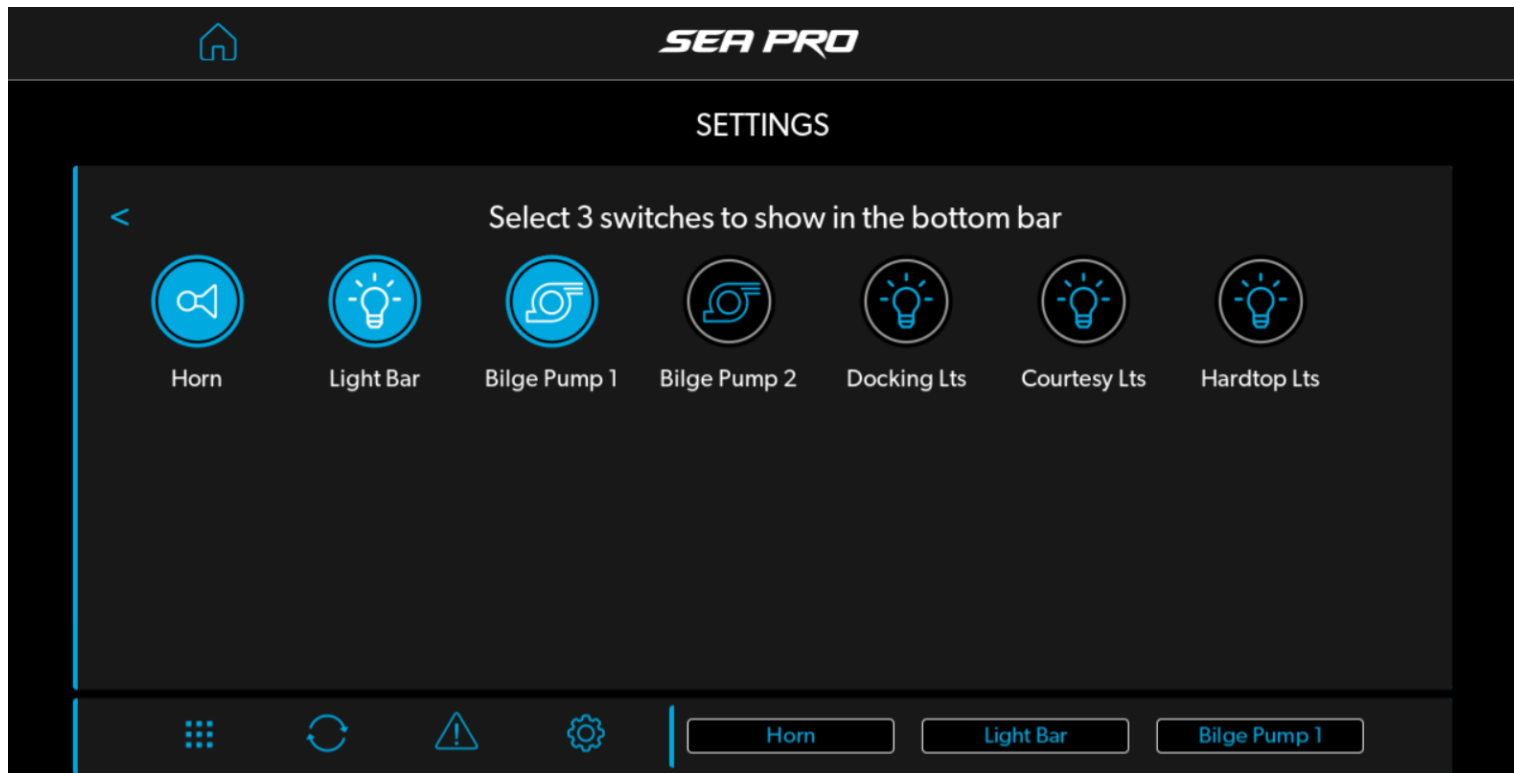 SEA PRO
SETTINGS
<
Select 3 switches to show in the bottom bar
Horn Light Bar Bilge Pump 1 Bilge Pump 2 Docking Lts Courtesy Lts Hardtop Lts
Horn Light Bar Bilge Pump 1